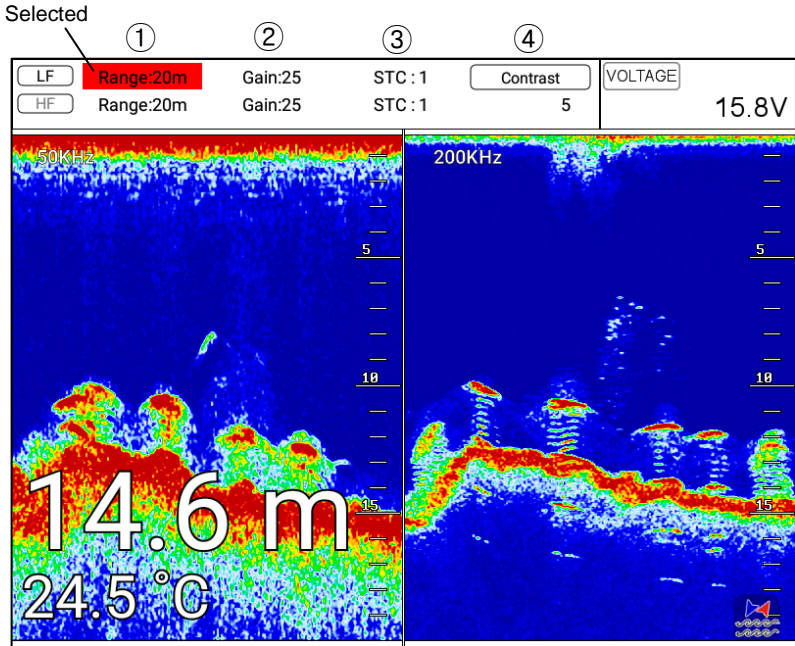 Selected
① ② ③ ④
LF Range:20m Gain:25 STC : 1 Contrast VOLTAGE
HF Range:20m Gain:25 STC : 1 5 15.8V
50KHz 200KHz
5 5
10 10
15 15
14.6 m
24.5 °C